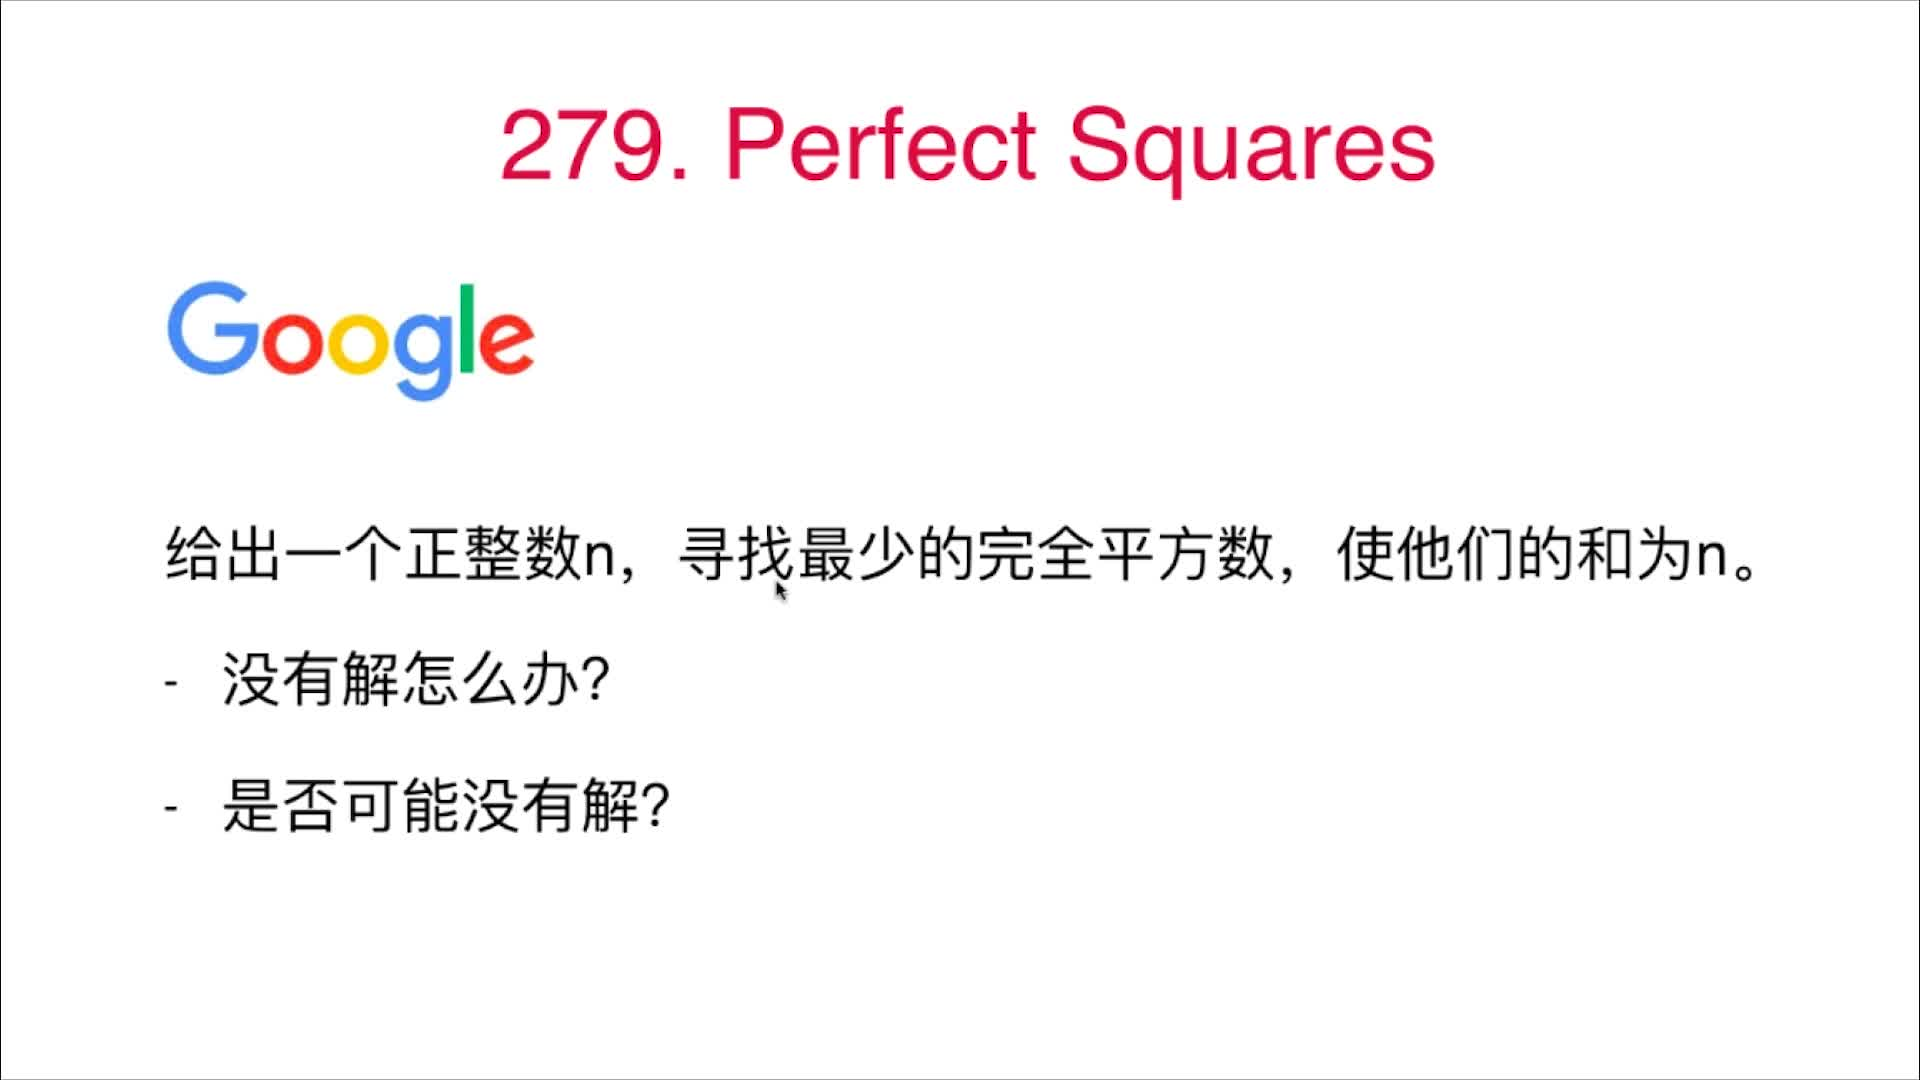 279. Perfect Squares
Google
给出一个正整数n，寻找最少的完全平方数，使他们的和为n。
- 没有解怎么办？
- 是否可能没有解？